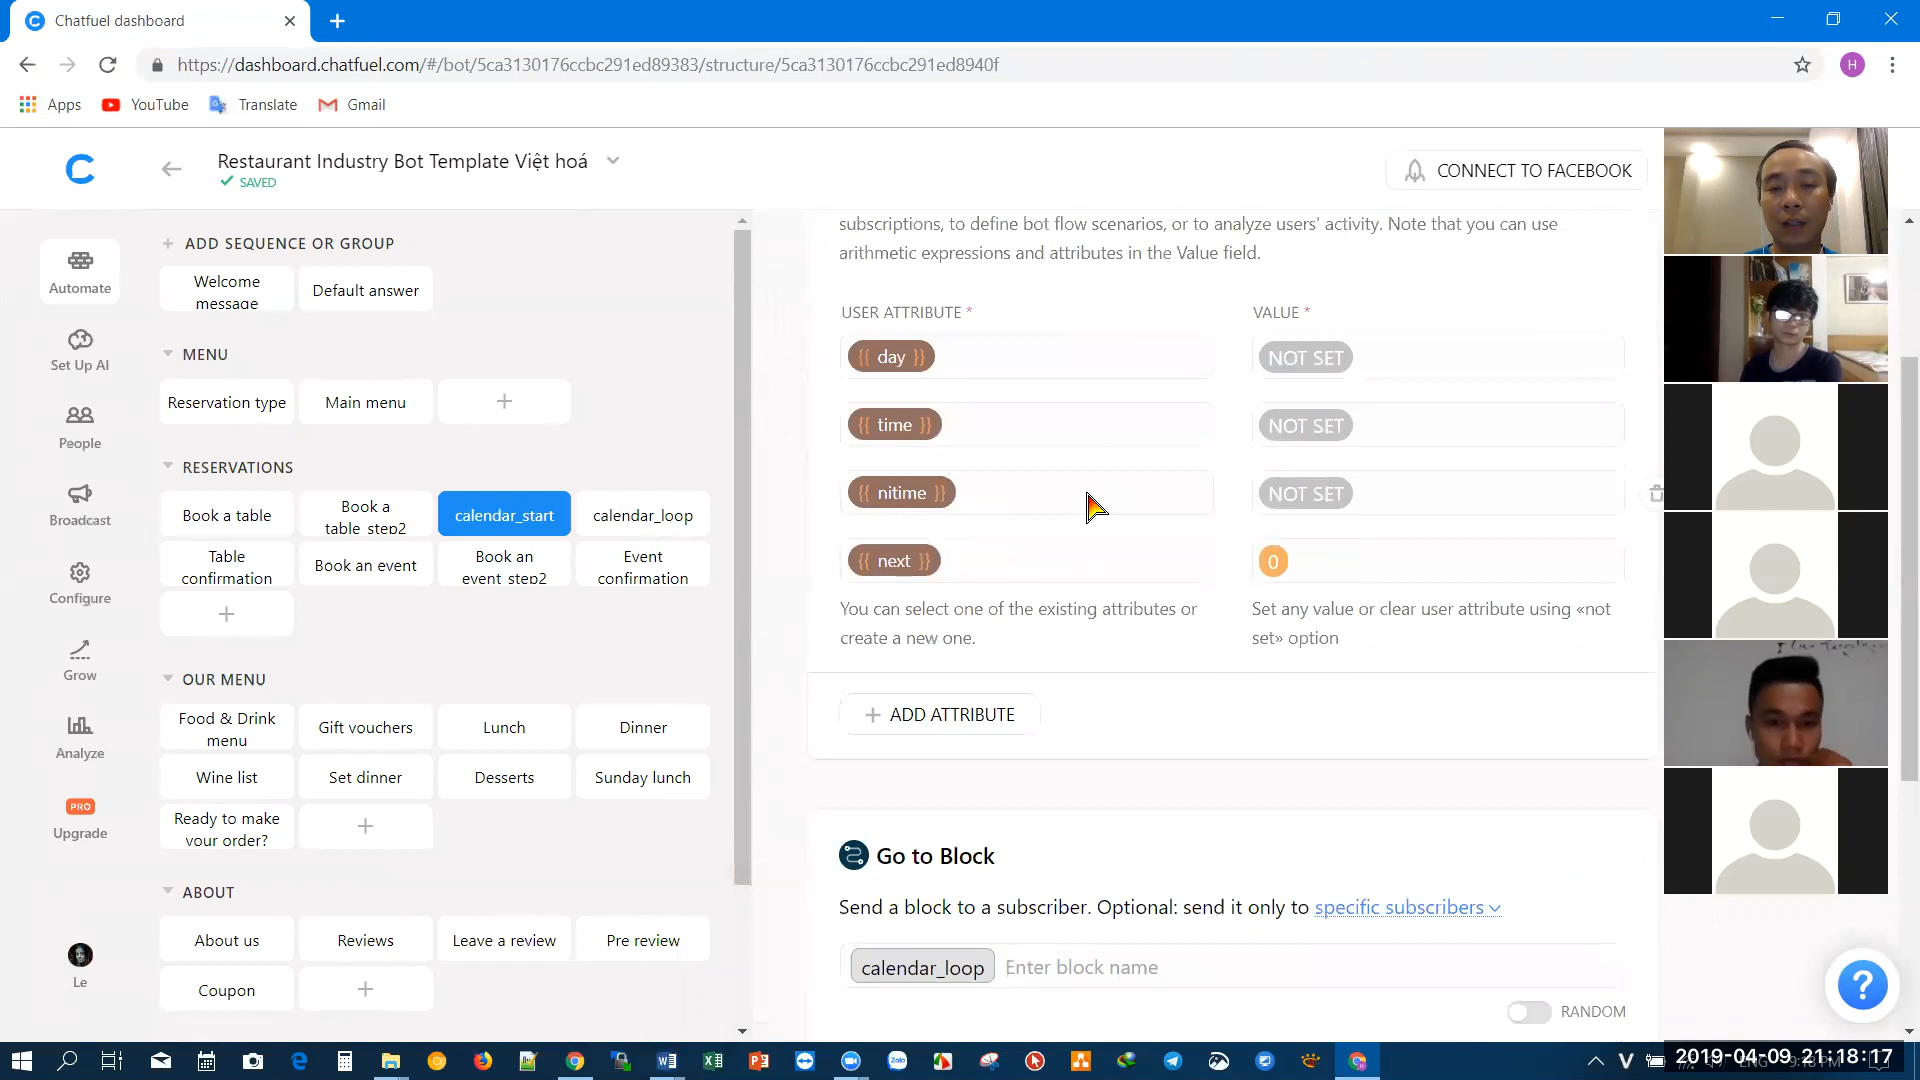 Chatfuel dashboard
https://dashboard.chatfuel.com/#/bot/5ca3130176ccbc291ed89383/structure/5ca3130176ccbc291ed8940f
H
Apps
YouTube
Translate
Gmail
Restaurant Industry Bot Template Việt hoá
SAVED
CONNECT TO FACEBOOK
Automate
Set Up AI
People
Broadcast
Configure
Grow
Analyze
PRO
Upgrade
Le
ADD SEQUENCE OR GROUP
Welcome
message
Default answer
MENU
Reservation type
Main menu
RESERVATIONS
Book a table
Book a
table step2
calendar_start
calendar_loop
Table
confirmation
Book an event
Book an
event step2
Event
confirmation
OUR MENU
Food & Drink
menu
Gift vouchers
Lunch
Dinner
Wine list
Set dinner
Desserts
Sunday lunch
Ready to make
your order?
ABOUT
About us
Reviews
Leave a review
Pre review
Coupon
subscriptions, to define bot flow scenarios, or to analyze users' activity. Note that you can use
arithmetic expressions and attributes in the Value field.
USER ATTRIBUTE *
VALUE *
{{ day }}
NOT SET
{{ time }}
NOT SET
{{ nitime }}
NOT SET
{{ next }}
0
You can select one of the existing attributes or
create a new one.
Set any value or clear user attribute using «not
set» option
+ ADD ATTRIBUTE
Go to Block
Send a block to a subscriber. Optional: send it only to specific subscribers
calendar_loop
Enter block name
RANDOM
?
2019-04-09 21:18:17